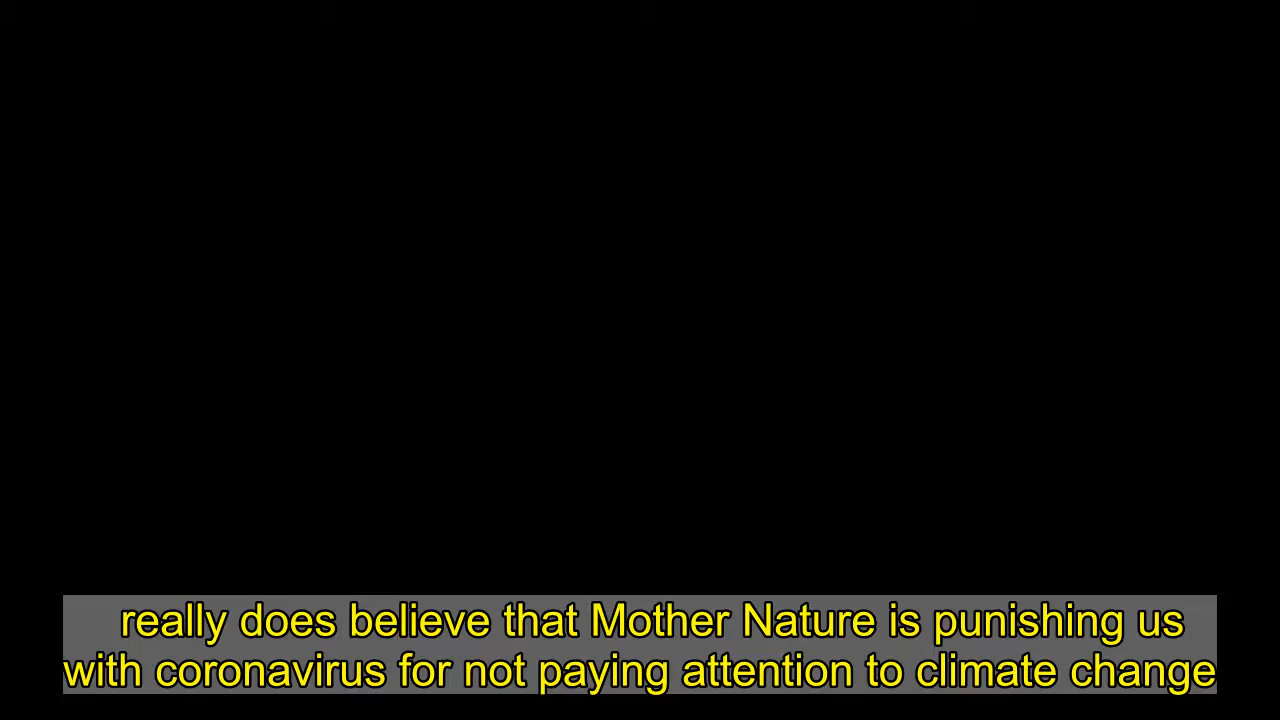 really does believe that Mother Nature is punishing us
with coronavirus for not paying attention to climate change